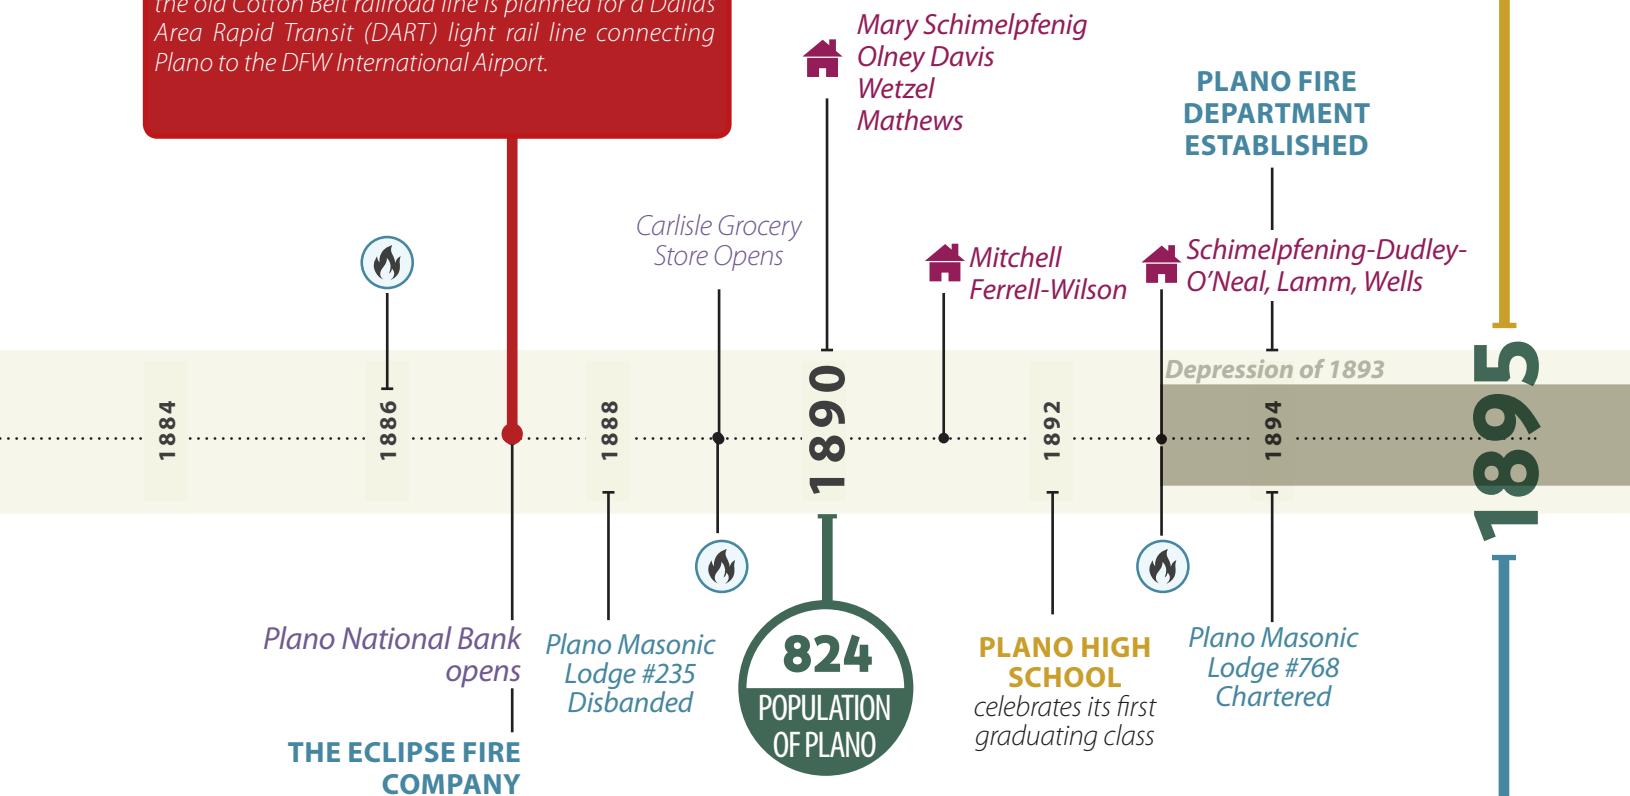 the old Cotton Belt railroad line is planned for a Dallas
Area Rapid Transit (DART) light rail line connecting
Plano to the DFW International Airport.
Mary Schimelpfenig
Olney Davis
Wetzel
Mathews
PLANO FIRE
DEPARTMENT
ESTABLISHED
Carlisle Grocery
Store Opens
Mitchell
Ferrell-Wilson
Schimelpfening-Dudley-
O'Neal, Lamm, Wells
Depression of 1893
1884
1886
1888
1890
1892
1894
1895
Plano National Bank
opens
THE ECLIPSE FIRE
COMPANY
Plano Masonic
Lodge #235
Disbanded
824
POPULATION
OF PLANO
PLANO HIGH
SCHOOL
celebrates its first
graduating class
Plano Masonic
Lodge #768
Chartered